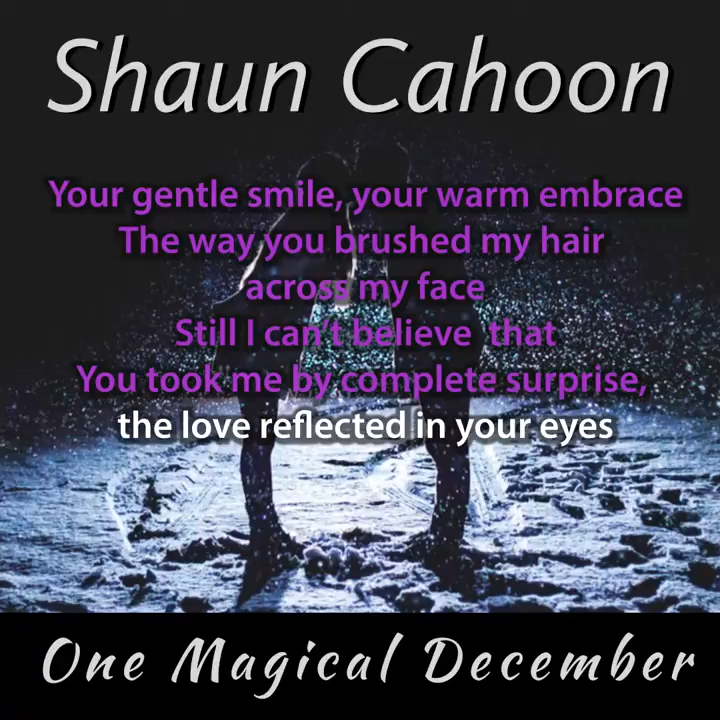 Shaun Cahoon
Your gentle smile, your warm embrace
The way you brushed my hair
across my face
Still I can't believe that
You took me by complete surprise,
the love reflected in your eyes
One Magical December